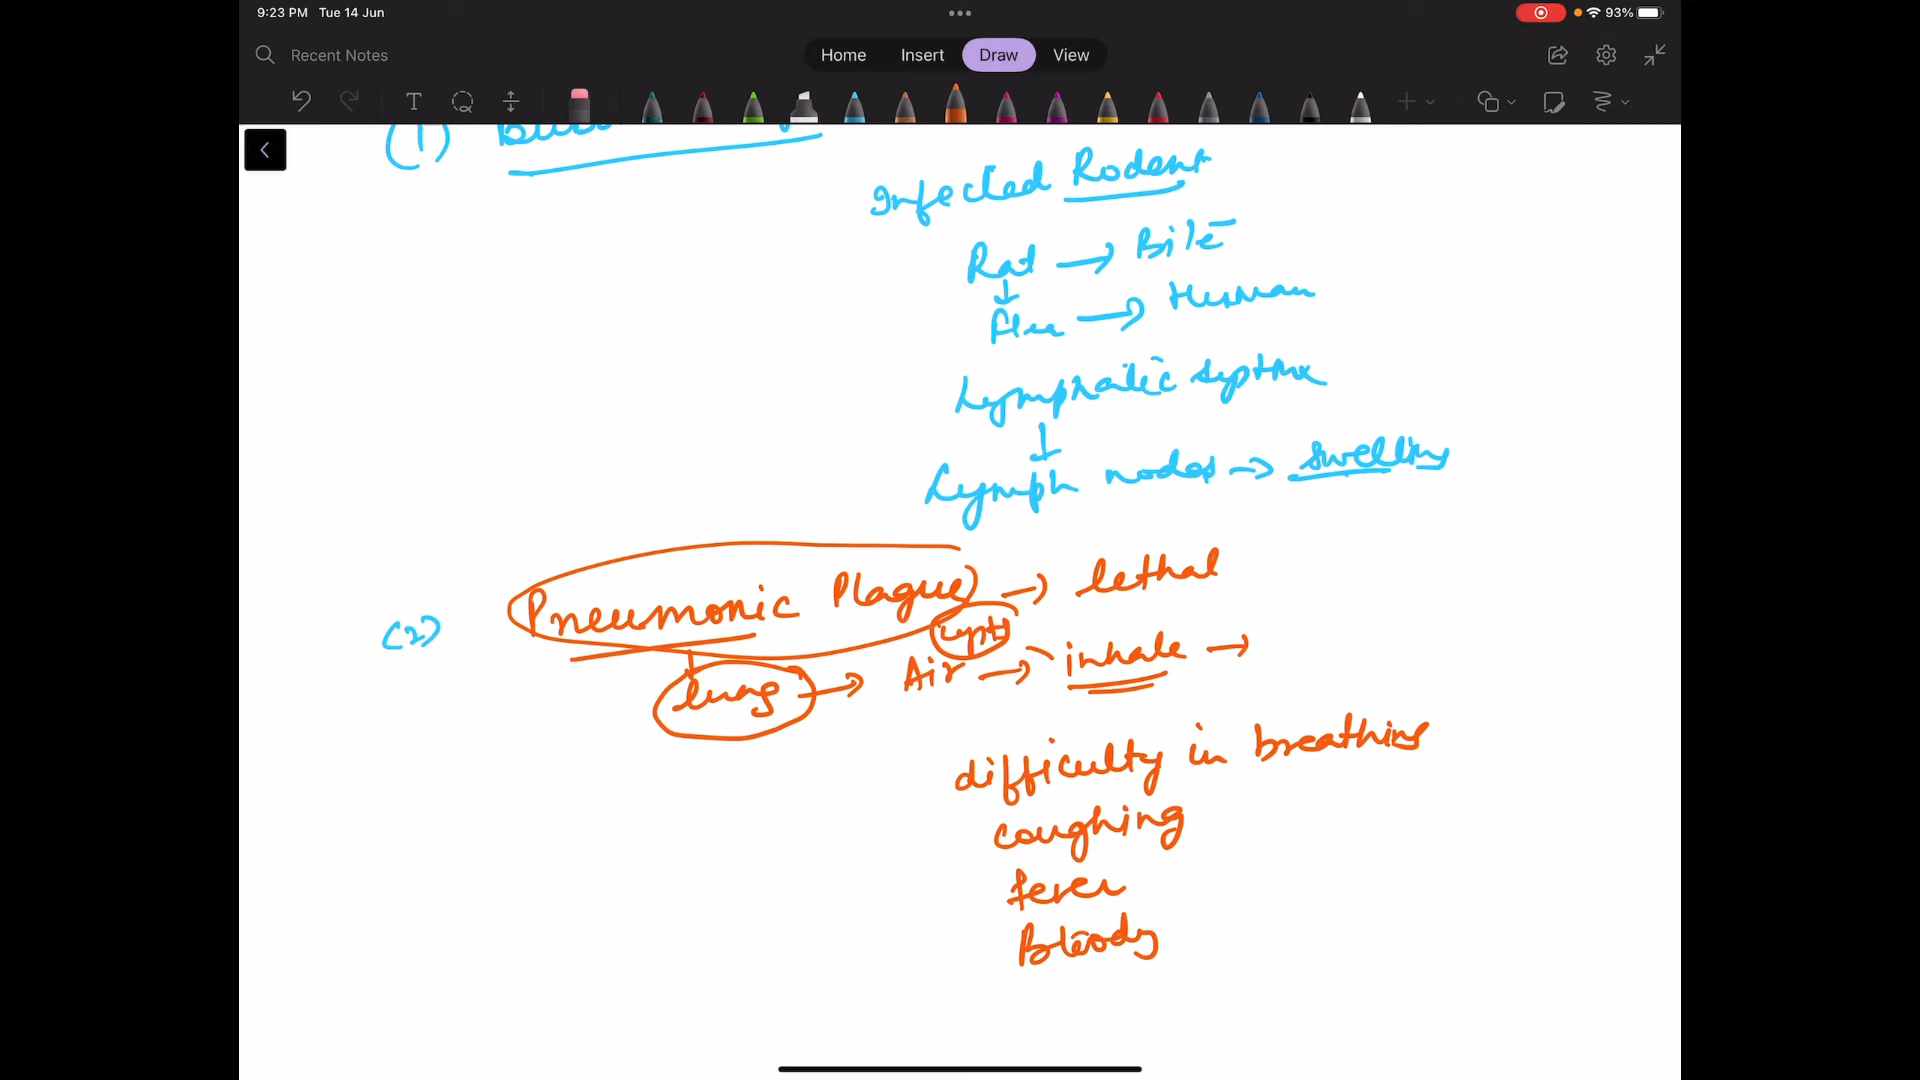 9:23 PM Tue 14 Jun
93%
Recent Notes
Home Insert Draw View
T
(1)
Infected Rodent
Rat → Bite
↓
Flea → Human
Lymphatic
↓
Lymph nodes → swelling
(2) Pneumonic Plague → lethal
lung → Air → inhale →
difficulty in breathing
coughing
fever
Bloody